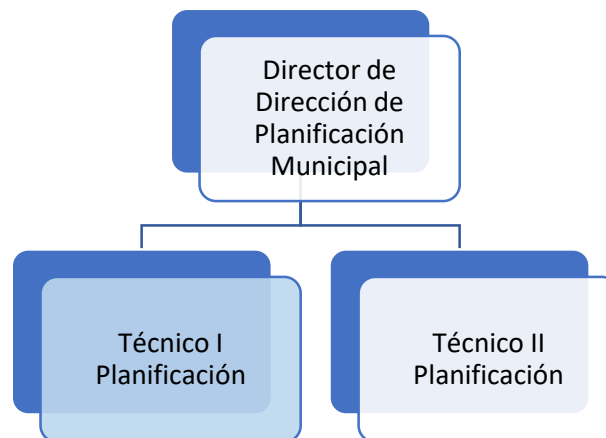 Director de
Dirección de
Planificación
Municipal
Técnico I
Planificación
Técnico II
Planificación